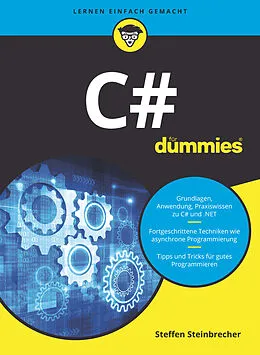 LERNEN EINFACH GEMACHT
C#
für
dummies®
Grundlagen,
Anwendung, Praxiswissen
zu C# und .NET
Fortgeschrittene Techniken wie
asynchrone Programmierung
Tipps und Tricks für gutes
Programmieren
Steffen Steinbrecher